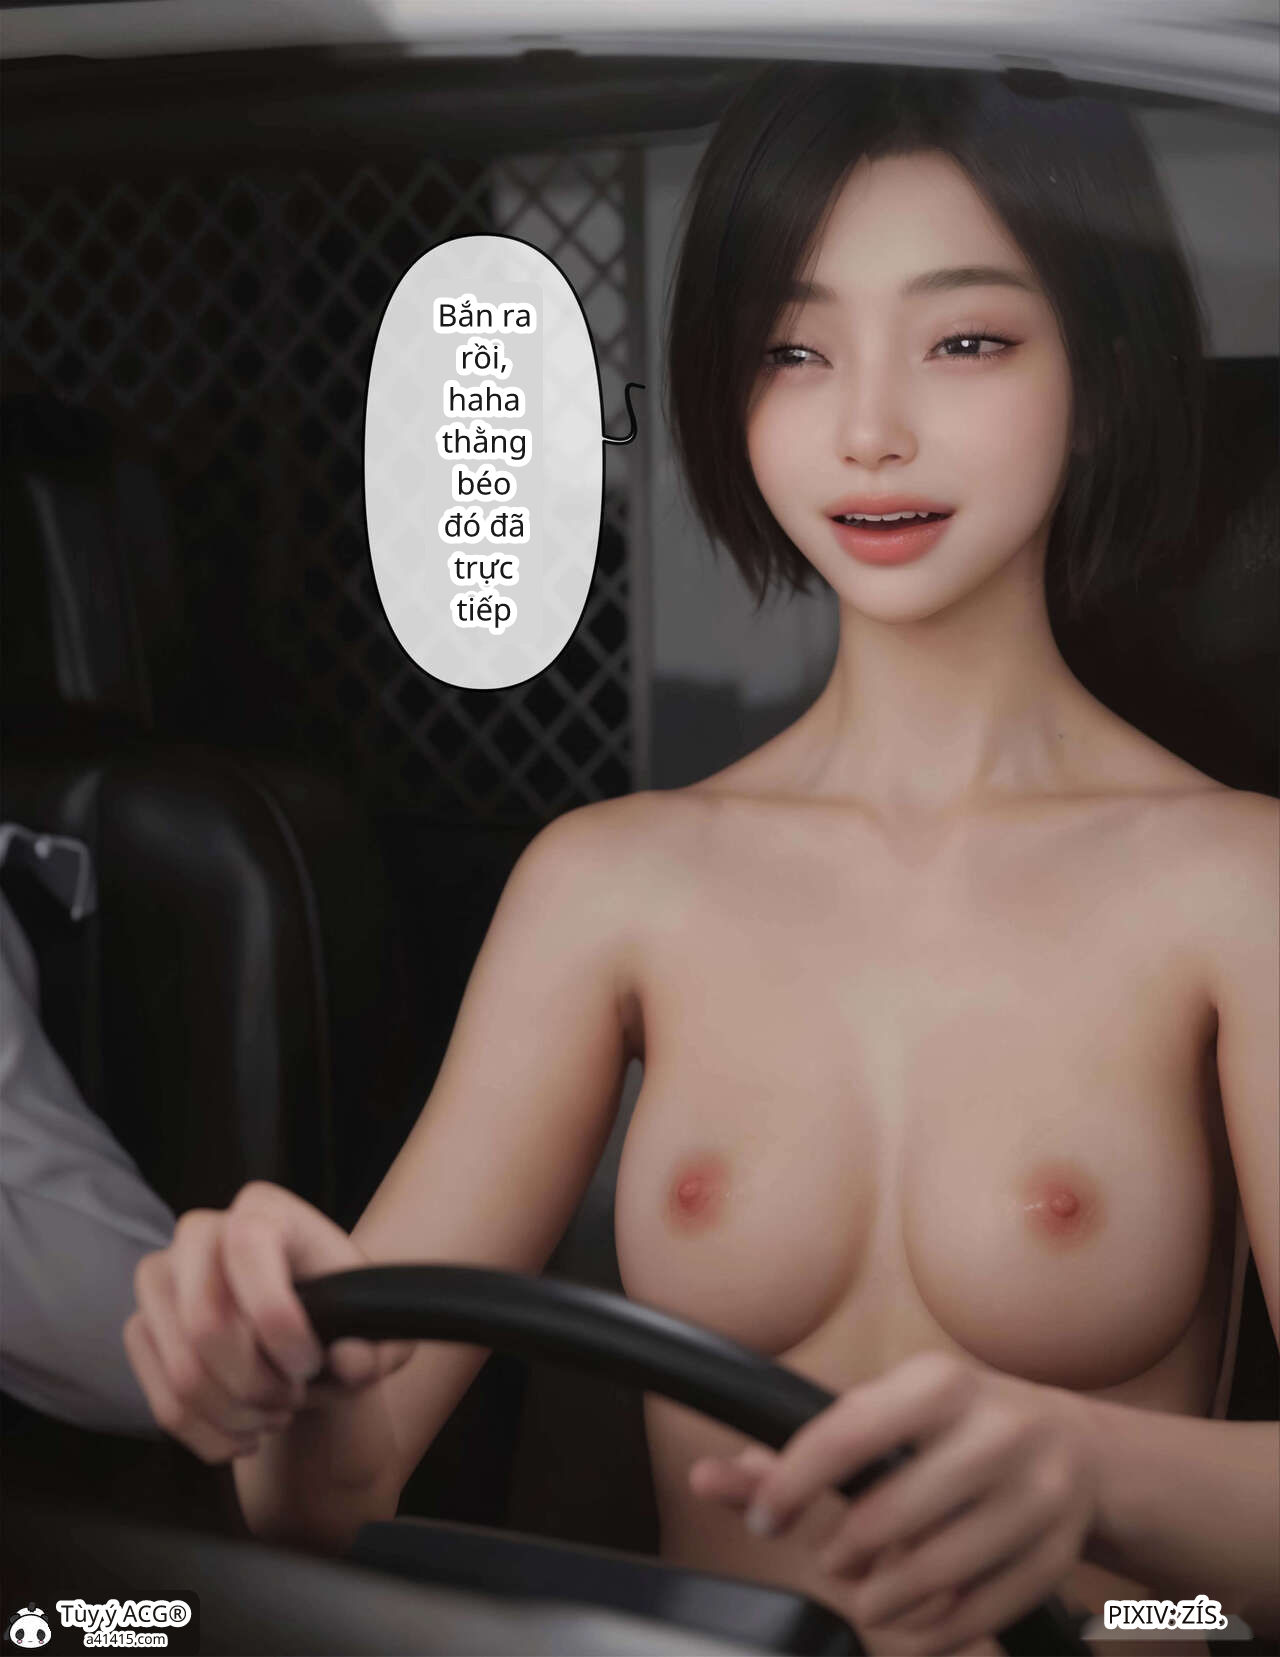 Bắn ra
rồi,
haha
thằng
béo
đó đã
trực
tiếp
Tùy ý ACG®
a41415.com
PIXIV: ZÍS.